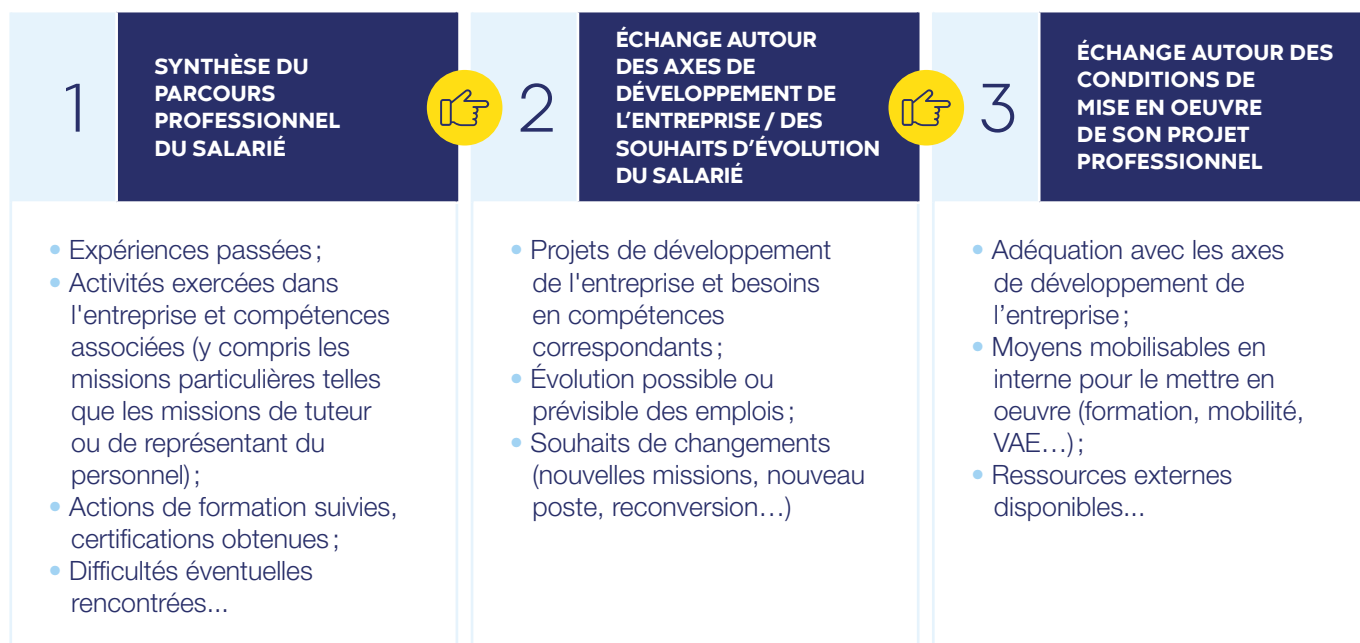 1
SYNTHÈSE DU
PARCOURS
PROFESSIONNEL
DU SALARIÉ
• Expériences passées ;
• Activités exercées dans
l'entreprise et compétences
associées (y compris les
missions particulières telles
que les missions de tuteur
ou de représentant du
personnel) ;
• Actions de formation suivies,
certifications obtenues ;
• Difficultés éventuelles
rencontrées...
2
ÉCHANGE AUTOUR
DES AXES DE
DÉVELOPPEMENT DE
L’ENTREPRISE / DES
SOUHAITS D’ÉVOLUTION
DU SALARIÉ
• Projets de développement
de l'entreprise et besoins
en compétences
correspondants ;
• Évolution possible ou
prévisible des emplois ;
• Souhaits de changements
(nouvelles missions, nouveau
poste, reconversion…)
3
ÉCHANGE AUTOUR DES
CONDITIONS DE
MISE EN OEUVRE
DE SON PROJET
PROFESSIONNEL
• Adéquation avec les axes
de développement de
l’entreprise ;
• Moyens mobilisables en
interne pour le mettre en
oeuvre (formation, mobilité,
VAE…) ;
• Ressources externes
disponibles...